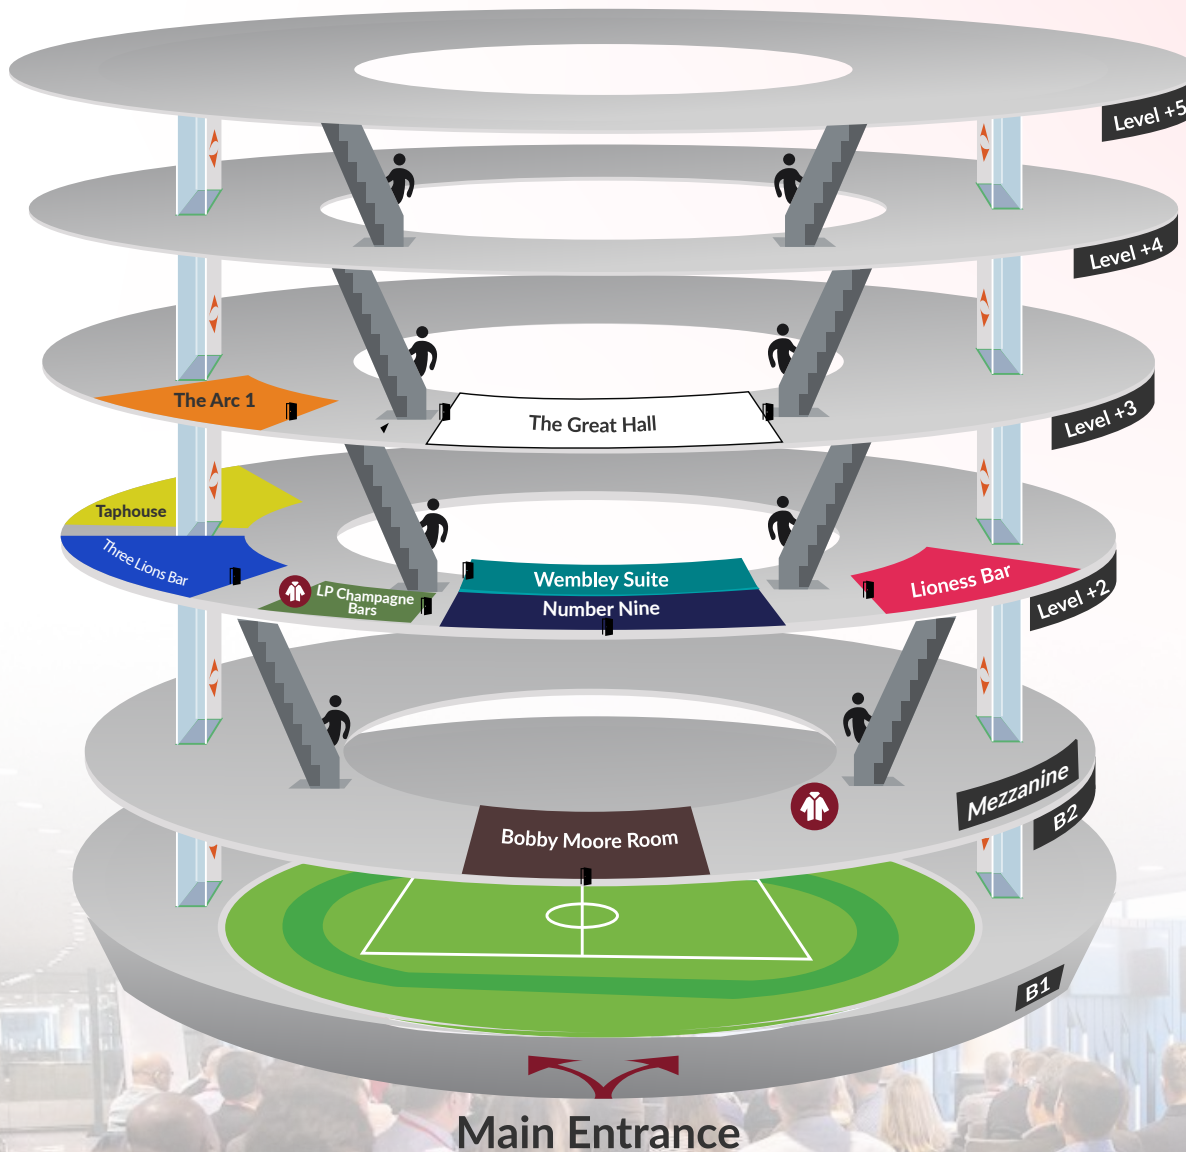 Level +5
Level +4
The Arc 1
The Great Hall
Level +3
Taphouse
Three Lions Bar
LP Champagne
Bars
Wembley Suite
Number Nine
Lioness Bar
Level +2
Bobby Moore Room
Mezzanine
B2
B1
Main Entrance